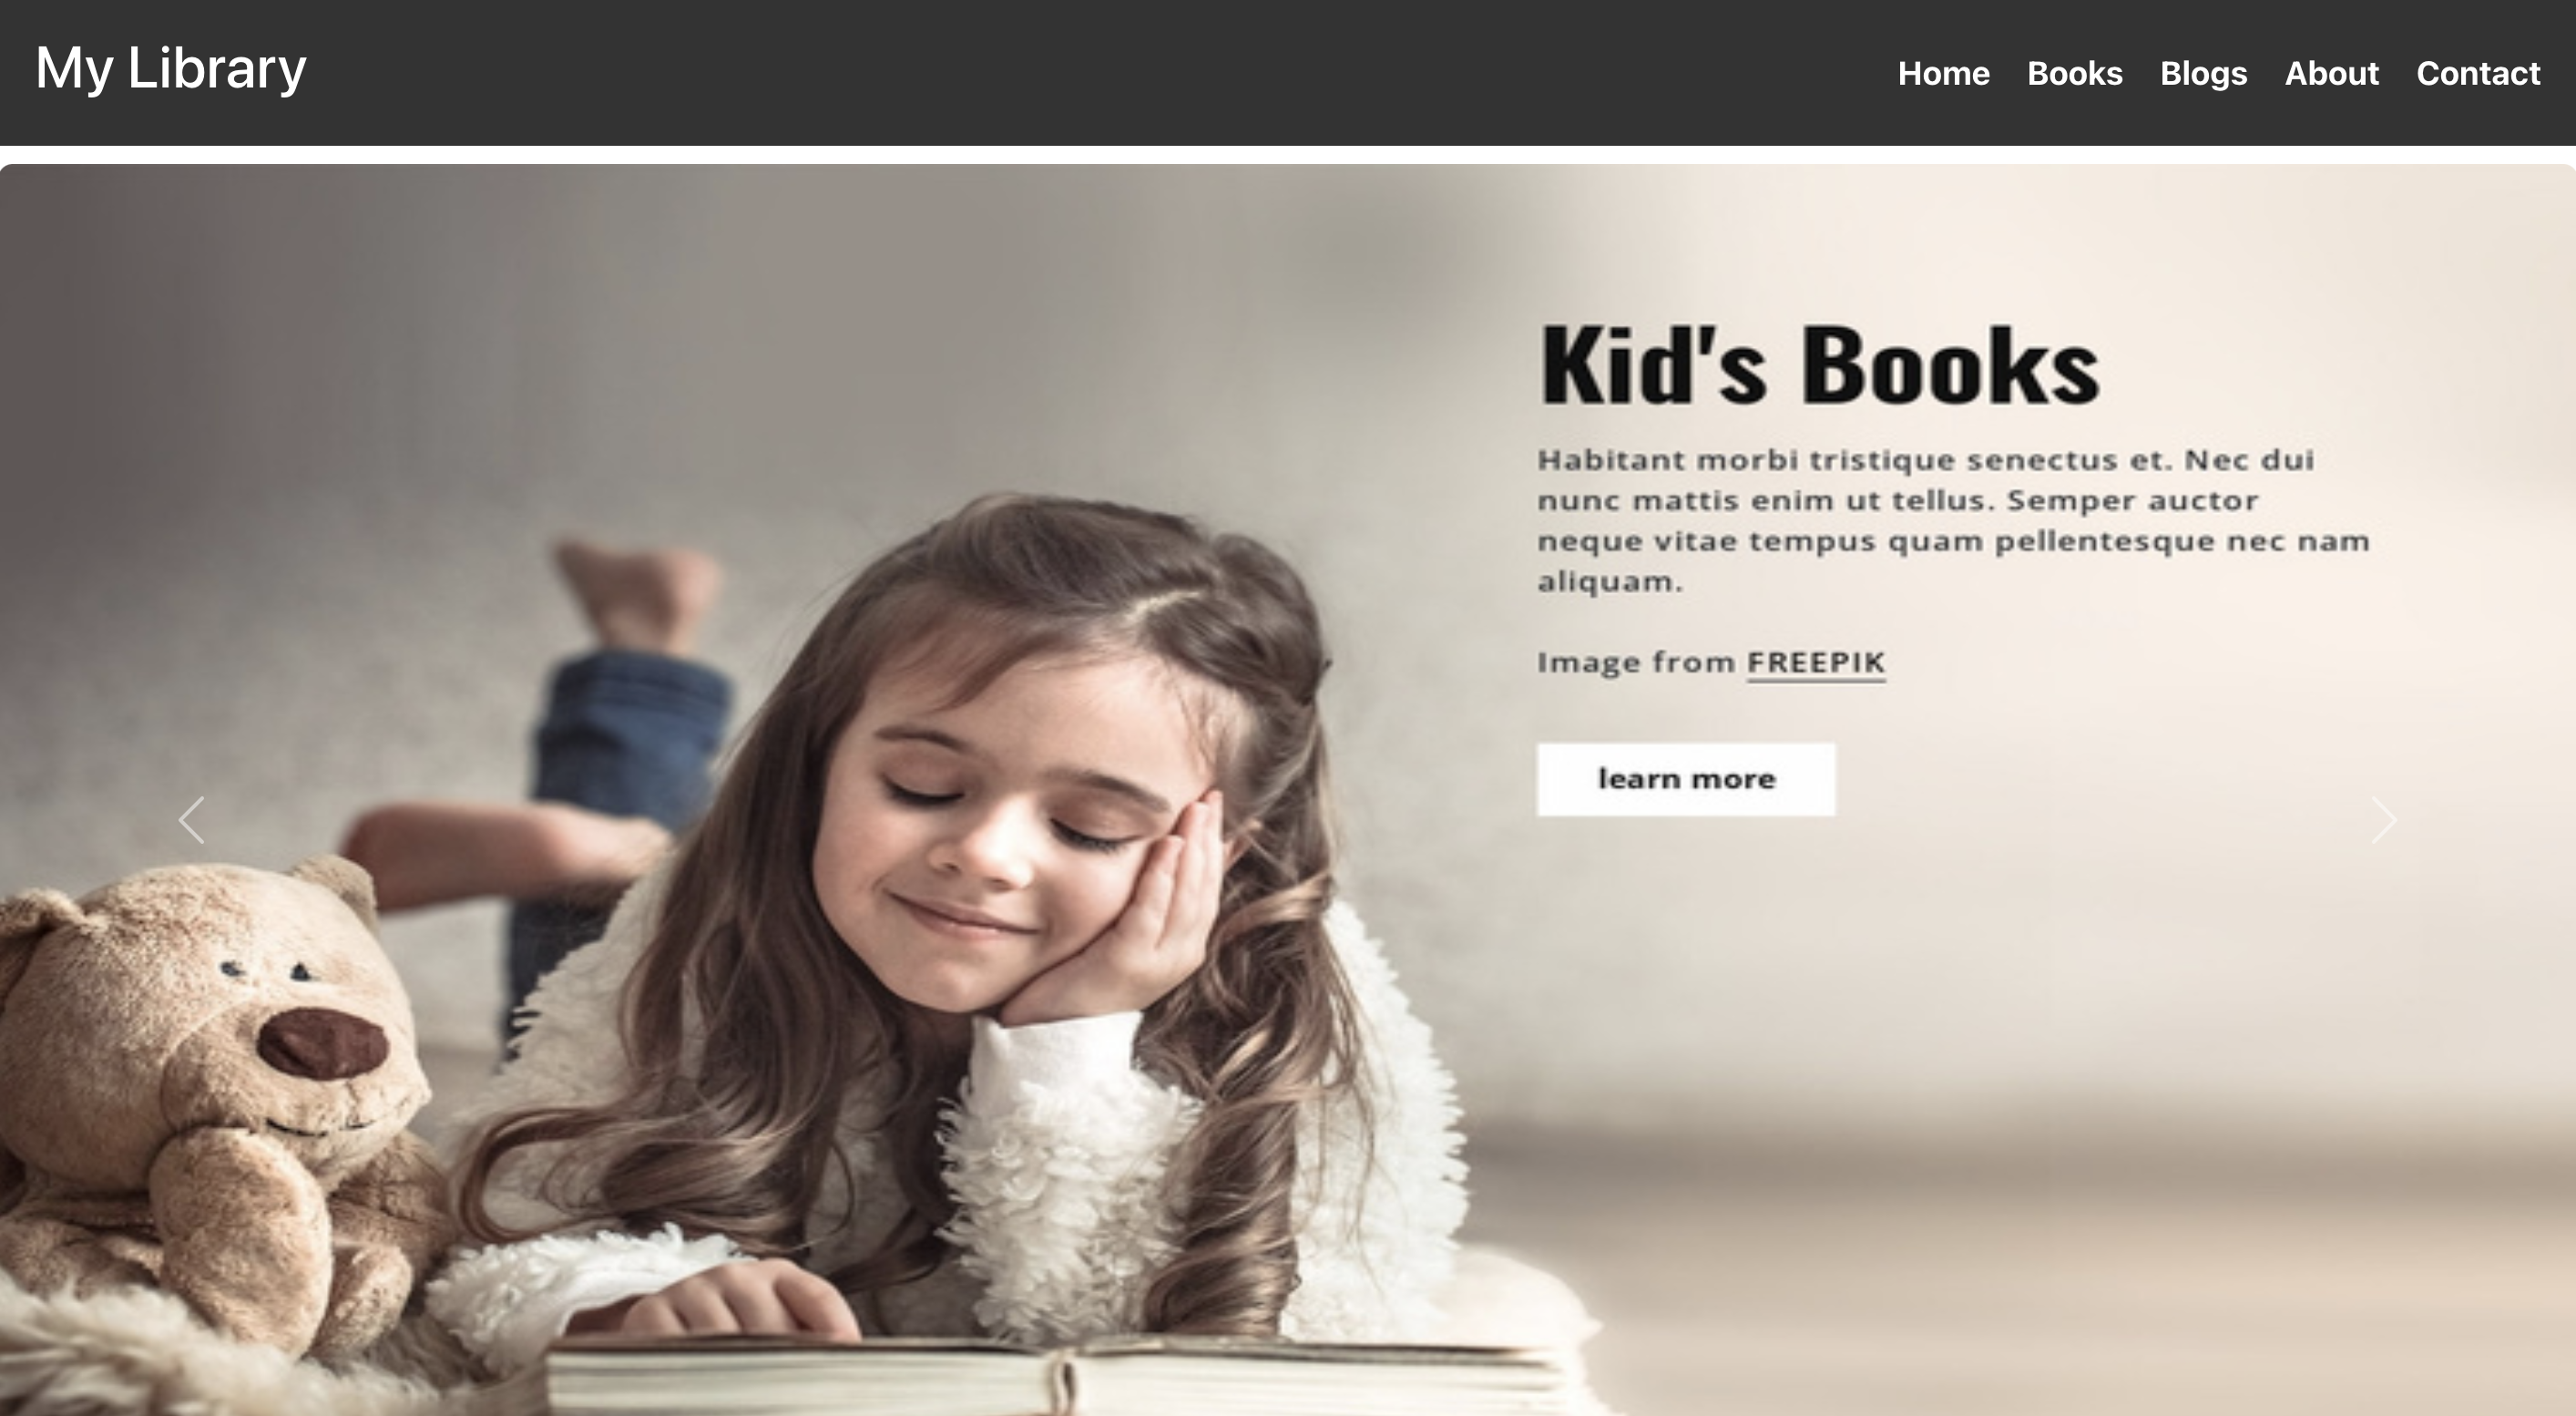 My Library
Home Books Blogs About Contact
Kid's Books
Habitant morbi tristique senectus et. Nec dui
nunc mattis enim ut tellus. Semper auctor
neque vitae tempus quam pellentesque nec nam
aliquam.
Image from FREEPIK
learn more